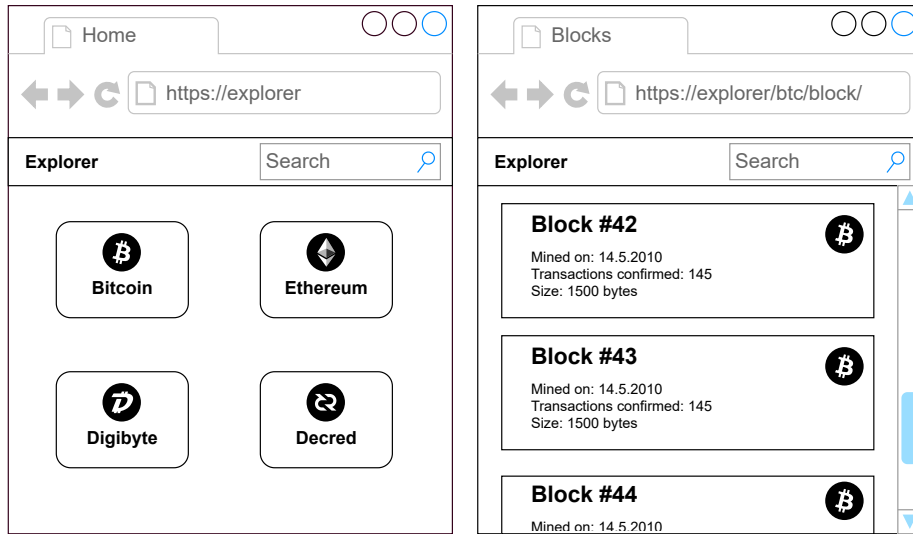 Home
https://explorer
Explorer
Search
Bitcoin
Ethereum
Digibyte
Decred
Blocks
https://explorer/btc/block/
Explorer
Search
Block #42
Mined on: 14.5.2010
Transactions confirmed: 145
Size: 1500 bytes
Block #43
Mined on: 14.5.2010
Transactions confirmed: 145
Size: 1500 bytes
Block #44
Mined on: 14.5.2010